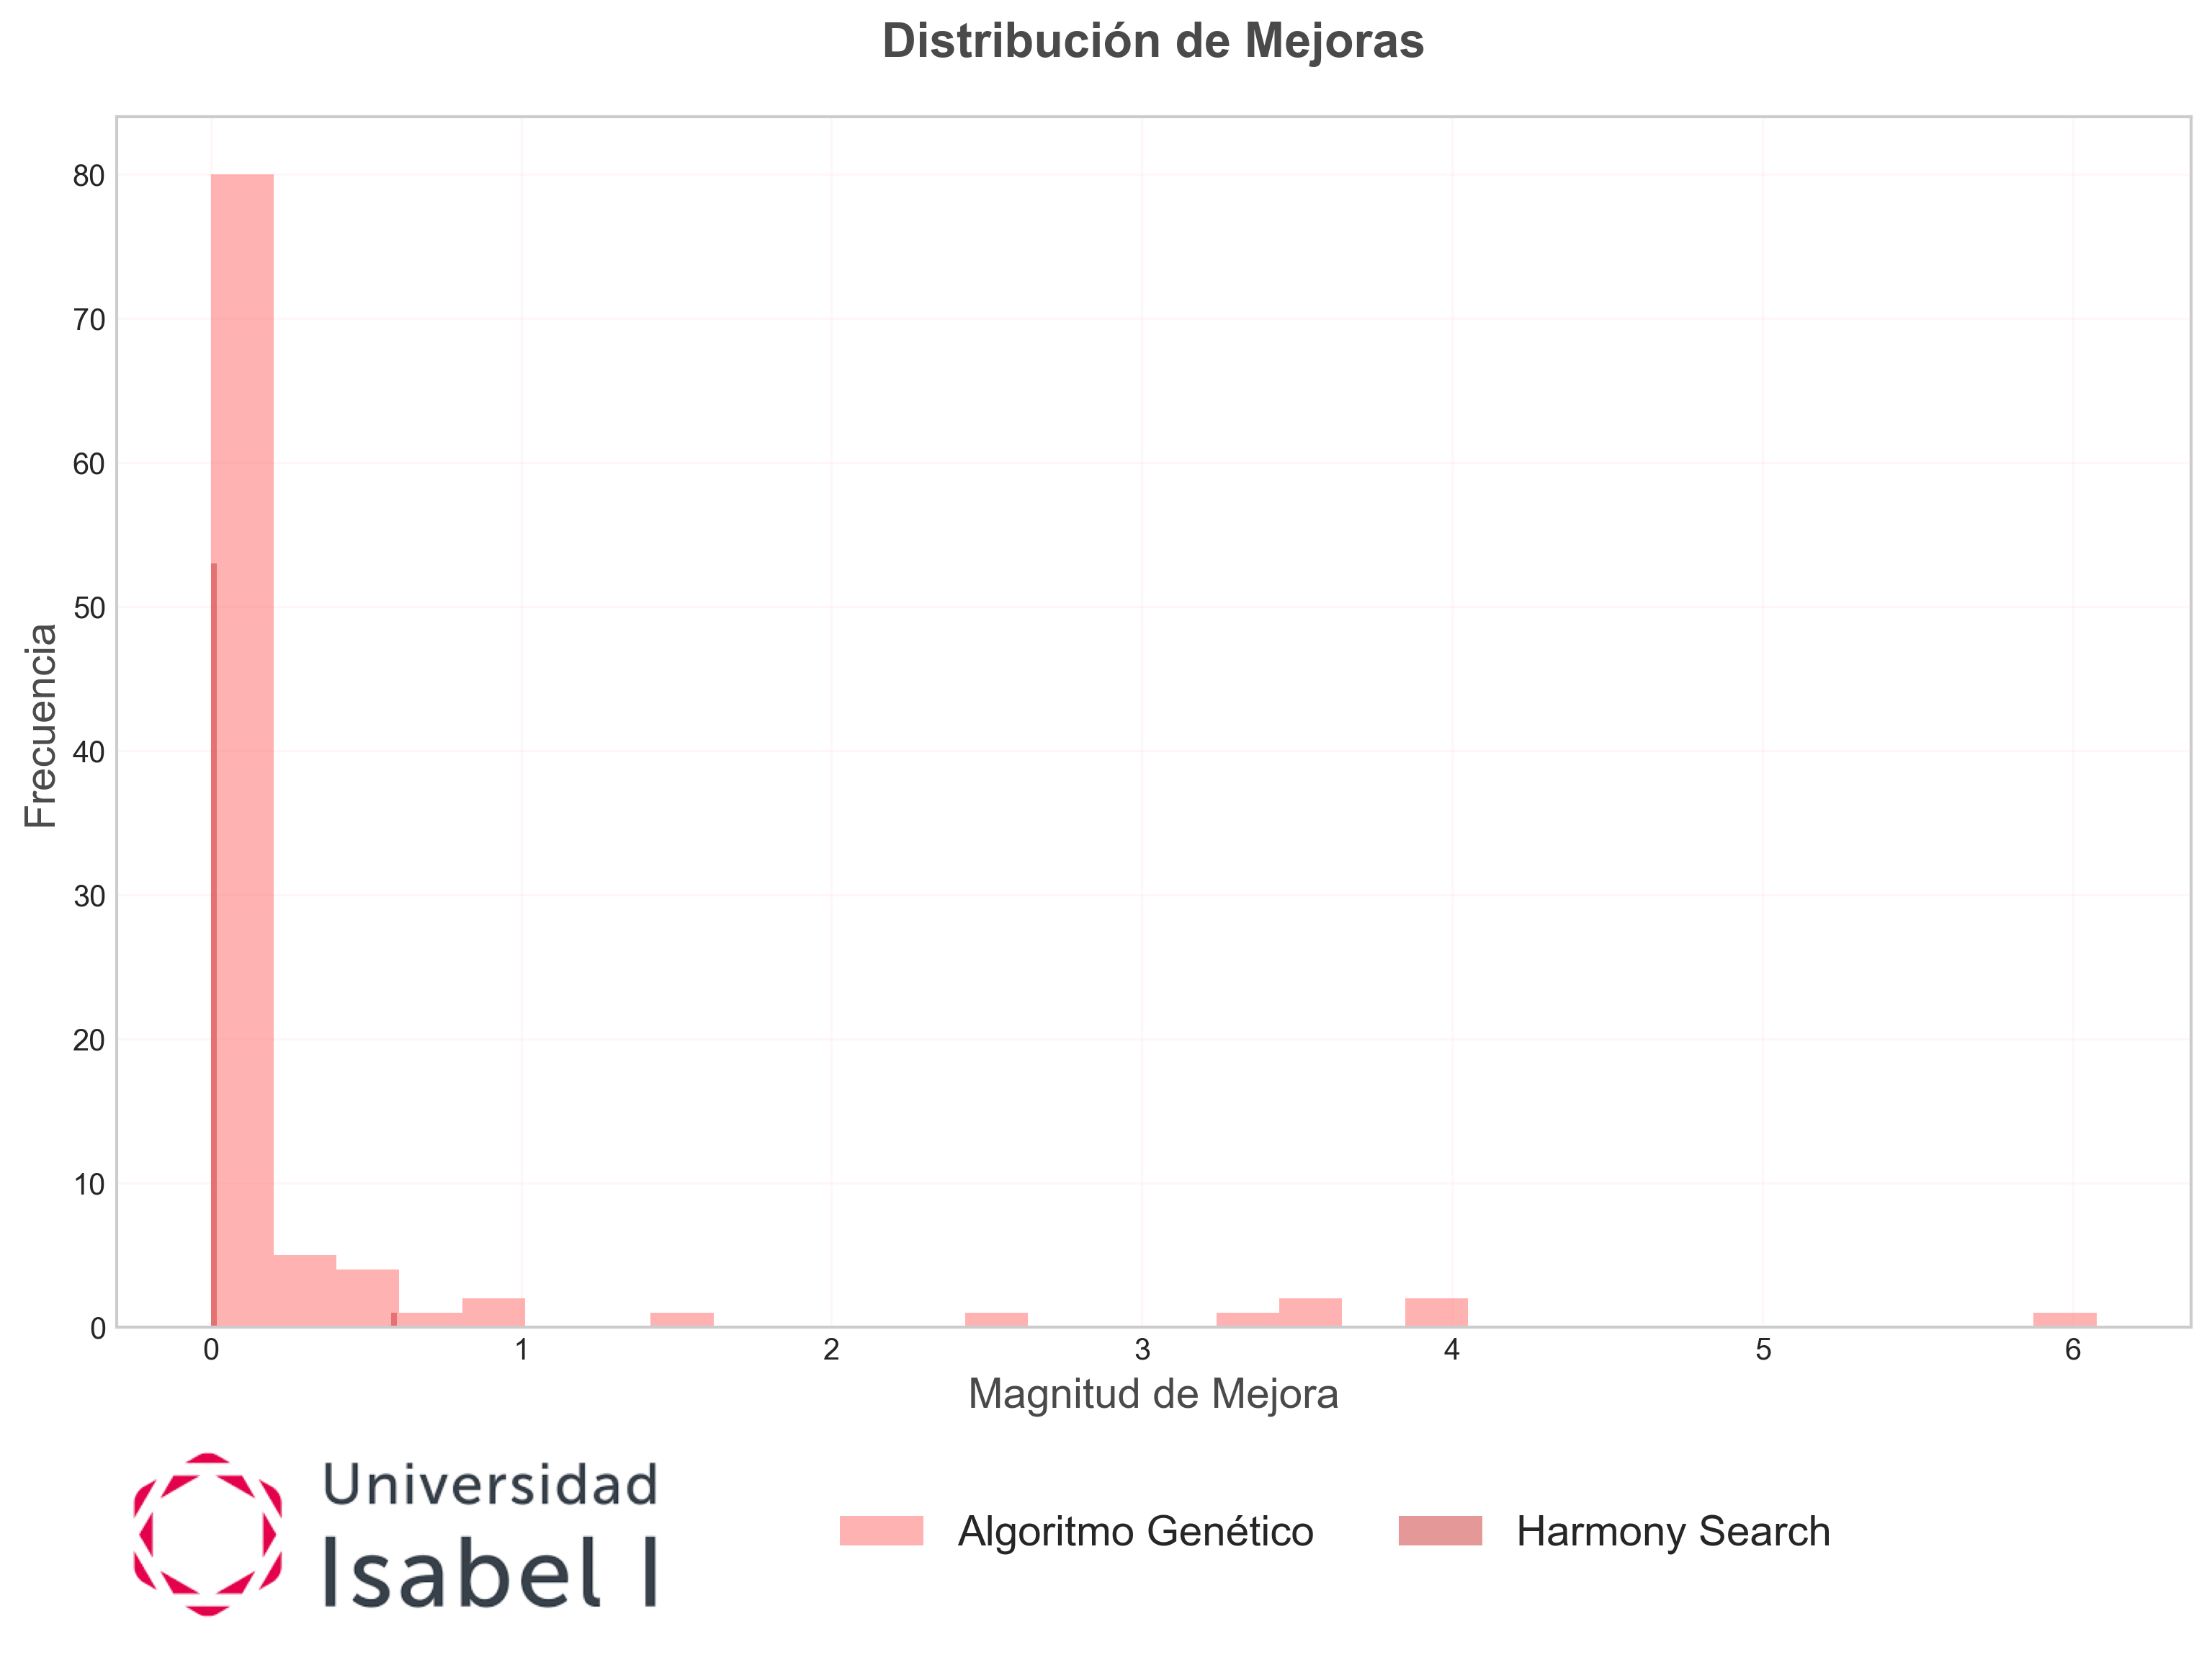 Distribución de Mejoras
Frecuencia
80
70
60
50
40
30
20
10
0
0 1 2 3 4 5 6
Magnitud de Mejora
Universidad
Isabel I
Algoritmo Genético Harmony Search